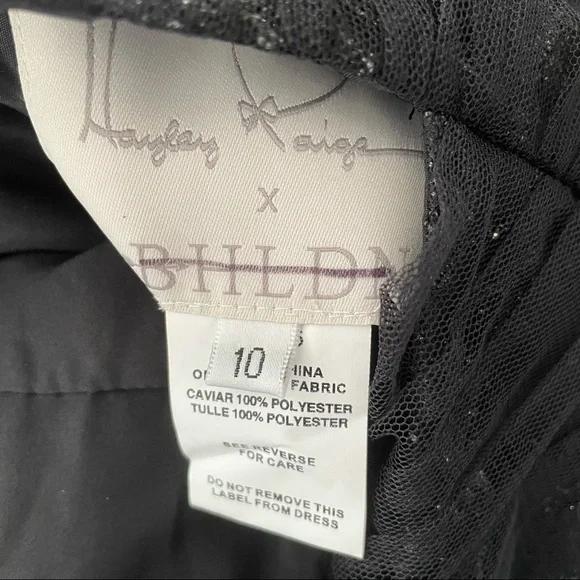 Hayley Paige
x
BHLDN
10
FABRIC
CAVIAR 100% POLYESTER
TULLE 100% POLYESTER
SEE REVERSE
FOR CARE
DO NOT REMOVE THIS
LABEL FROM DRESS